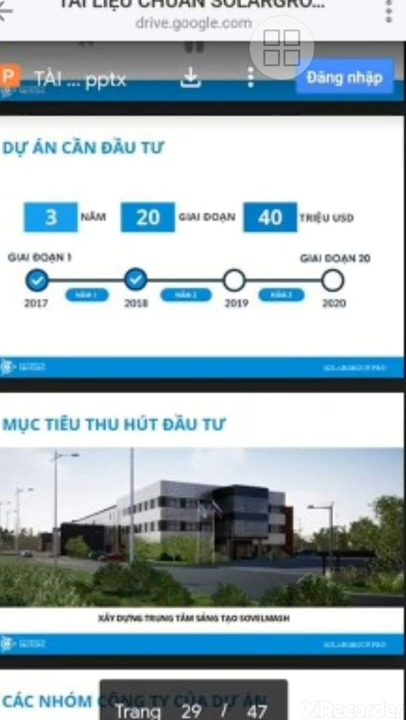 TÀI LIỆU CHUẨN SOLARGRO...
drive.google.com
P TÀI ... pptx Đăng nhập
DỰ ÁN CẦN ĐẦU TƯ
3 NĂM 20 GIAI ĐOẠN 40 TRIỆU USD
GIAI ĐOẠN 1 GIAI ĐOẠN 20
NĂM 1 NĂM 2 NĂM 3
2017 2018 2019 2020
SOLARGROUP.PRO
MỤC TIÊU THU HÚT ĐẦU TƯ
XÂY DỰNG TRUNG TÂM SÁNG TẠO SOVELMASH
SOLARGROUP.PRO
CÁC NHÓM CÔNG TY CỦA DỰ ÁN
Trang 29 / 47
XRecorder